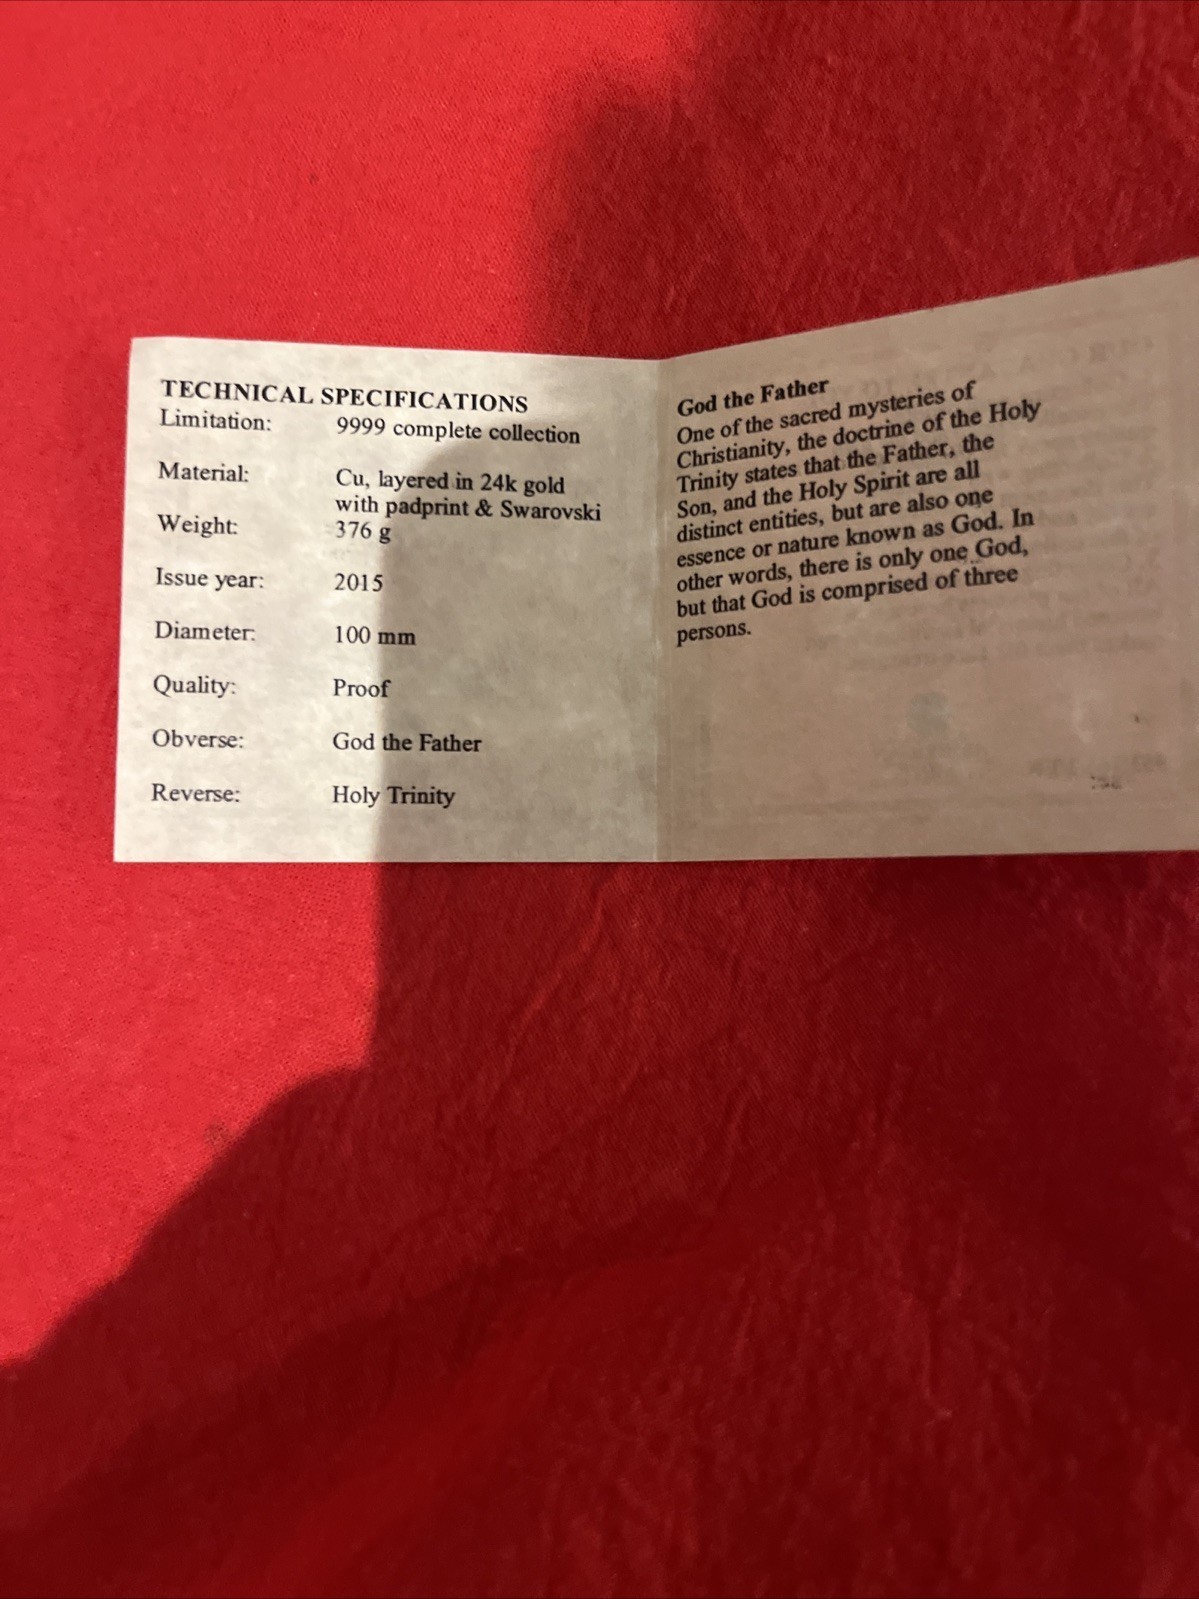 TECHNICAL SPECIFICATIONS
Limitation: 9999 complete collection
Material: Cu, layered in 24k gold
with padprint & Swarovski
Weight: 376 g
Issue year: 2015
Diameter: 100 mm
Quality: Proof
Obverse: God the Father
Reverse: Holy Trinity
God the Father
One of the sacred mysteries of
Christianity, the doctrine of the Holy
Trinity states that the Father, the
Son, and the Holy Spirit are all
distinct entities, but are also one
essence or nature known as God. In
other words, there is only one God,
but that God is comprised of three
persons.